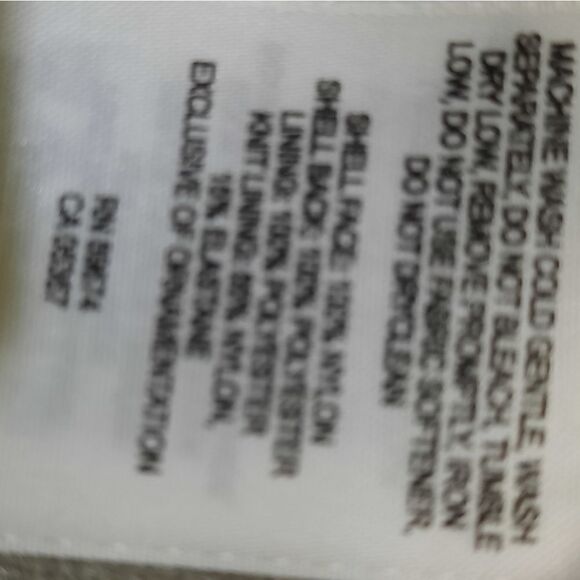 MACHINE WASH COLD GENTLE, WASH
SEPARATELY, DO NOT BLEACH, TUMBLE
DRY LOW, REMOVE PROMPTLY, IRON
LOW, DO NOT USE FABRIC SOFTENER,
DO NOT DRYCLEAN
SHELL FACE: 100% NYLON
SHELL BACK: 100% POLYESTER
LINING: 100% POLYESTER
KNIT LINING: NYLON,
ELASTANE
EXCLUSIVE OF ORNAMENTATION
RN
CA